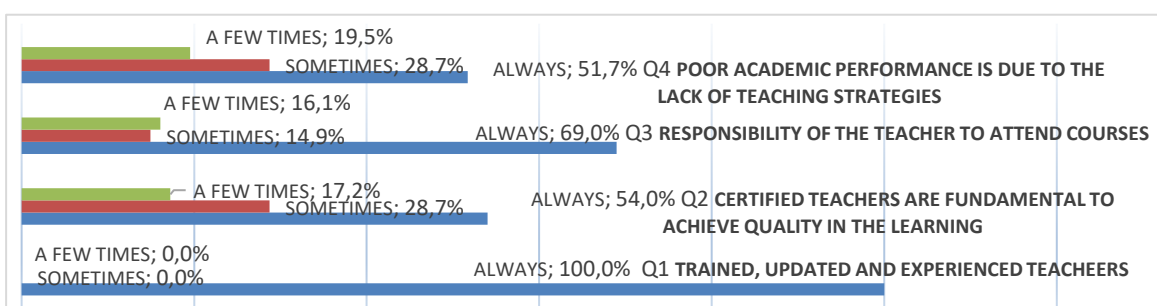 A FEW TIMES; 19,5%
SOMETIMES; 28,7%
ALWAYS; 51,7% Q4 POOR ACADEMIC PERFORMANCE IS DUE TO THE
LACK OF TEACHING STRATEGIES
A FEW TIMES; 16,1%
SOMETIMES; 14,9%
ALWAYS; 69,0% Q3 RESPONSIBILITY OF THE TEACHER TO ATTEND COURSES
A FEW TIMES; 17,2%
SOMETIMES; 28,7%
ALWAYS; 54,0% Q2 CERTIFIED TEACHERS ARE FUNDAMENTAL TO
ACHIEVE QUALITY IN THE LEARNING
A FEW TIMES; 0,0%
SOMETIMES; 0,0%
ALWAYS; 100,0% Q1 TRAINED, UPDATED AND EXPERIENCED TEACHEERS